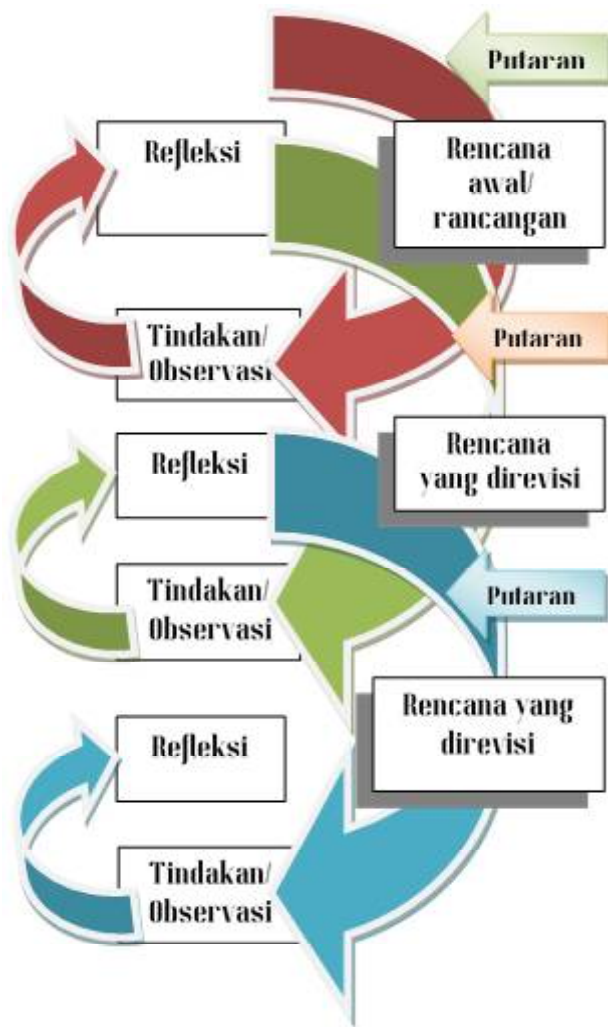 Putaran
Refleksi
Rencana
awal/
rancangan
Tindakan/
Observasi
Putaran
Refleksi
Rencana
yang direvisi
Tindakan/
Observasi
Putaran
Refleksi
Rencana yang
direvisi
Tindakan/
Observasi